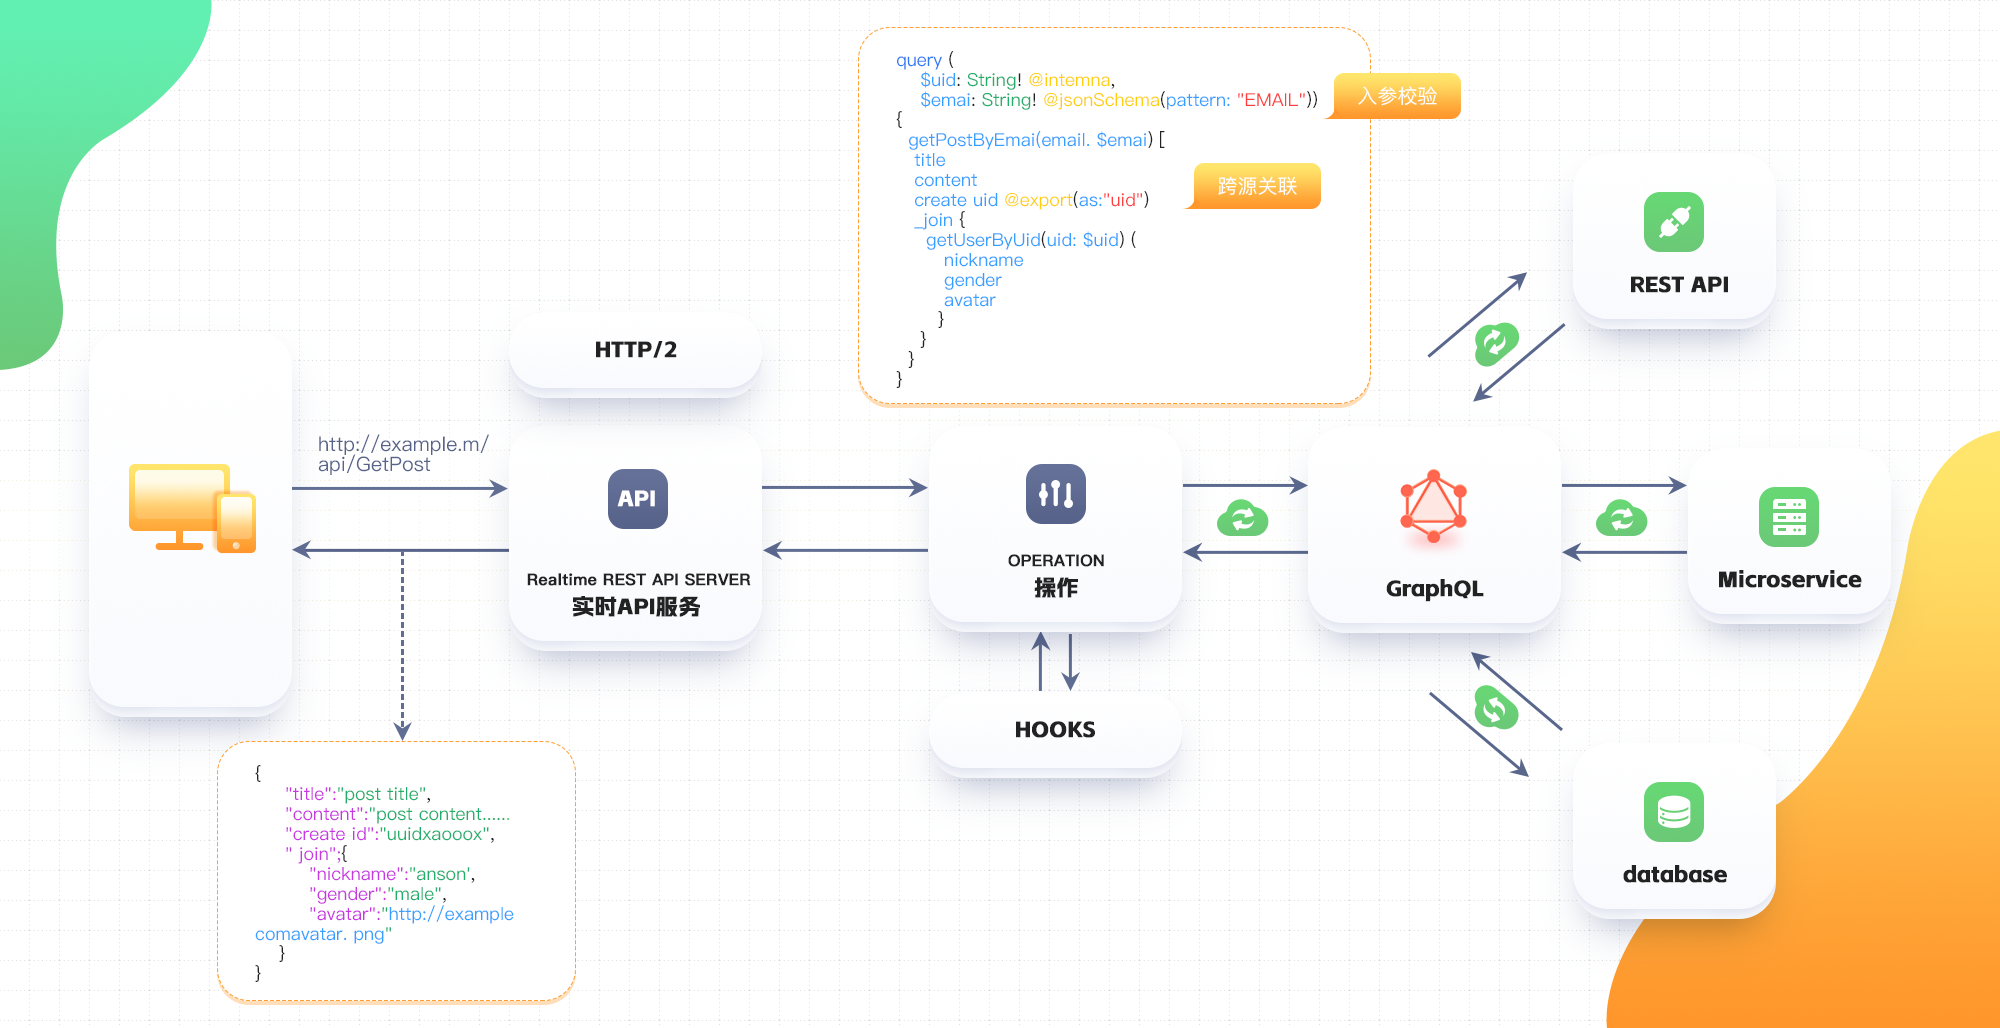 query (
$uid: String! @intemna,
$emai: String! @jsonSchema(pattern: "EMAIL"))
{
getPostByEmai(email. $emai) [
title
content
create uid @export(as:"uid")
_join {
getUserByUid(uid: $uid) (
nickname
gender
avatar
}
}
}
}
入参校验
跨源关联
REST API
HTTP/2
http://example.m/
api/GetPost
API
Realtime REST API SERVER
实时API服务
OPERATION
操作
GraphQL
Microservice
HOOKS
database
{
"title":"post title",
"content":"post content......
"create id":"uuidxaooox",
" join";{
"nickname":"anson',
"gender":"male",
"avatar":"http://example
comavatar. png"
}
}